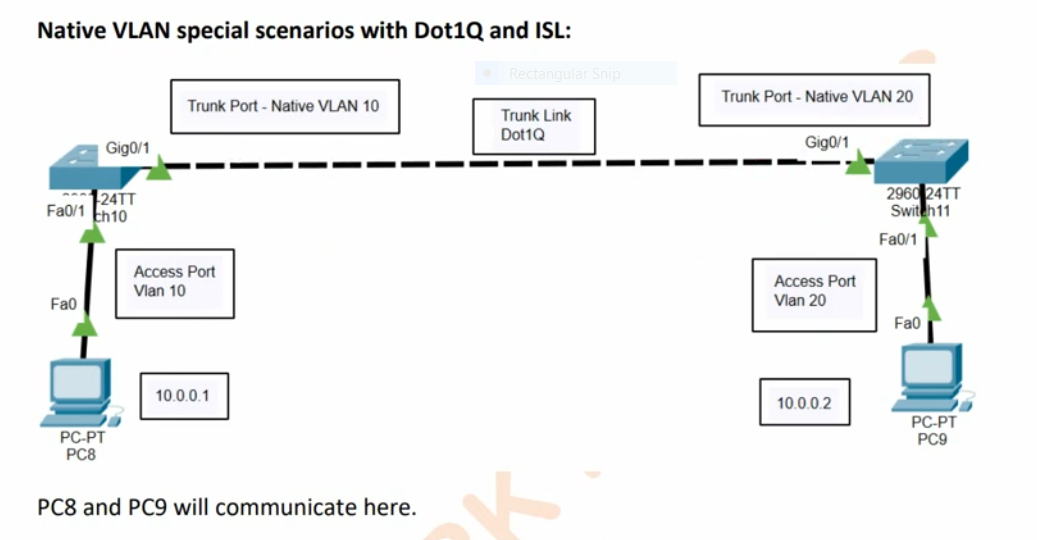 Native VLAN special scenarios with Dot1Q and ISL:
Rectangular Snip
Trunk Port - Native VLAN 10
Trunk Link
Dot1Q
Trunk Port - Native VLAN 20
Gig0/1
Gig0/1
-24TT
ch10
Fa0/1
2960 24TT
Switch11
Fa0/1
Access Port
Vlan 10
Access Port
Vlan 20
Fa0
Fa0
10.0.0.1
10.0.0.2
PC-PT
PC8
PC-PT
PC9
PC8 and PC9 will communicate here.